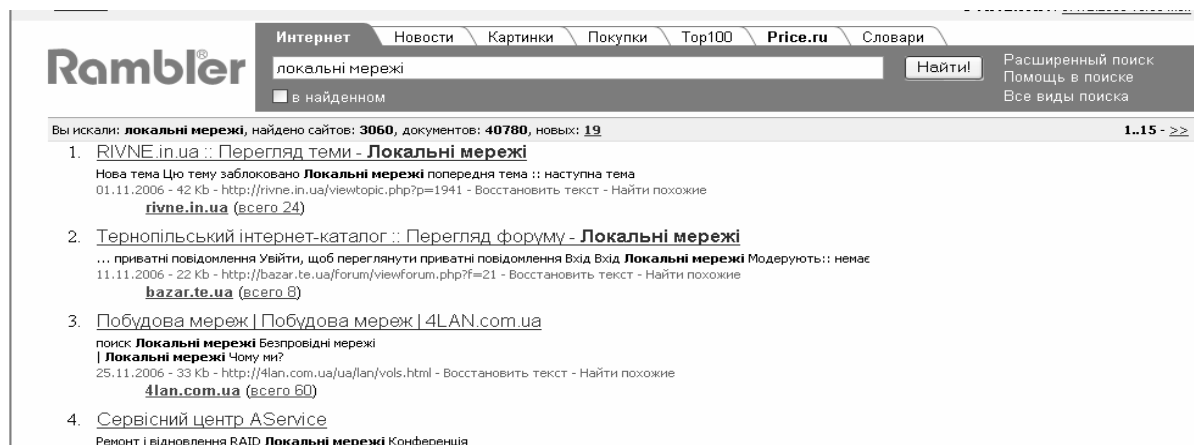 Rambler®
Интернет Новости Картинки Покупки Top100 Price.ru Словари
локальні мережі Найти! Расширенный поиск
Помощь в поиске
в найденном Все виды поиска
Вы искали: локальні мережі, найдено сайтов: 3060, документов: 40780, новых: 19 1..15 - >>
1. RIVNE.in.ua :: Перегляд теми - Локальні мережі
Нова тема Цю тему заблоковано Локальні мережі попередня тема :: наступна тема
01.11.2006 - 42 Kb - http://rivne.in.ua/viewtopic.php?p=1941 - Восстановить текст - Найти похожие
rivne.in.ua (всего 24)
2. Тернопільський інтернет-каталог :: Перегляд форуму - Локальні мережі
... приватні повідомлення Увійти, щоб переглянути приватні повідомлення Вхід Вхід Локальні мережі Модерують:: немає
11.11.2006 - 22 Kb - http://bazar.te.ua/forum/viewforum.php?f=21 - Восстановить текст - Найти похожие
bazar.te.ua (всего 8)
3. Побудова мереж | Побудова мереж | 4LAN.com.ua
поиск Локальні мережі Безпровідні мережі
| Локальні мережі Чому ми?
25.11.2006 - 33 Kb - http://4lan.com.ua/ua/lan/vols.html - Восстановить текст - Найти похожие
4lan.com.ua (всего 60)
4. Сервісний центр AService
Ремонт і відновлення RAID Локальні мережі Конференція